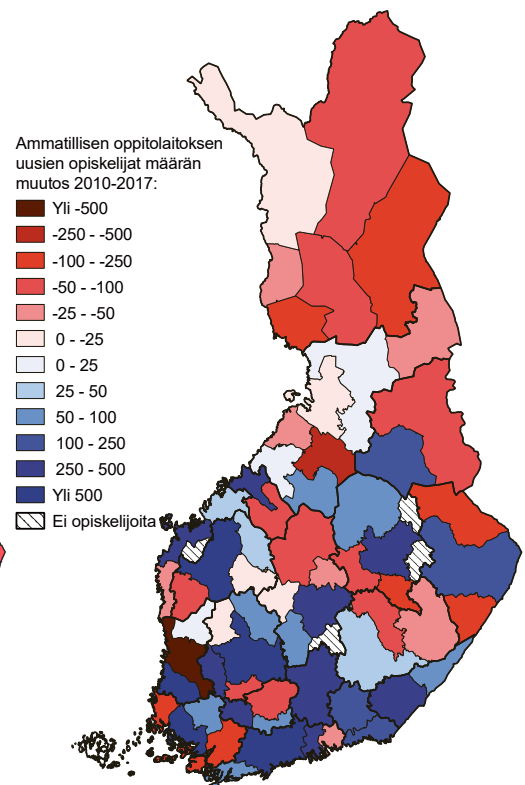 Ammatillisen oppitolaitoksen
uusien opiskelijat määrän
muutos 2010-2017:
Yli -500
-250 - -500
-100 - -250
-50 - -100
-25 - -50
0 - -25
0 - 25
25 - 50
50 - 100
100 - 250
250 - 500
Yli 500
Ei opiskelijoita